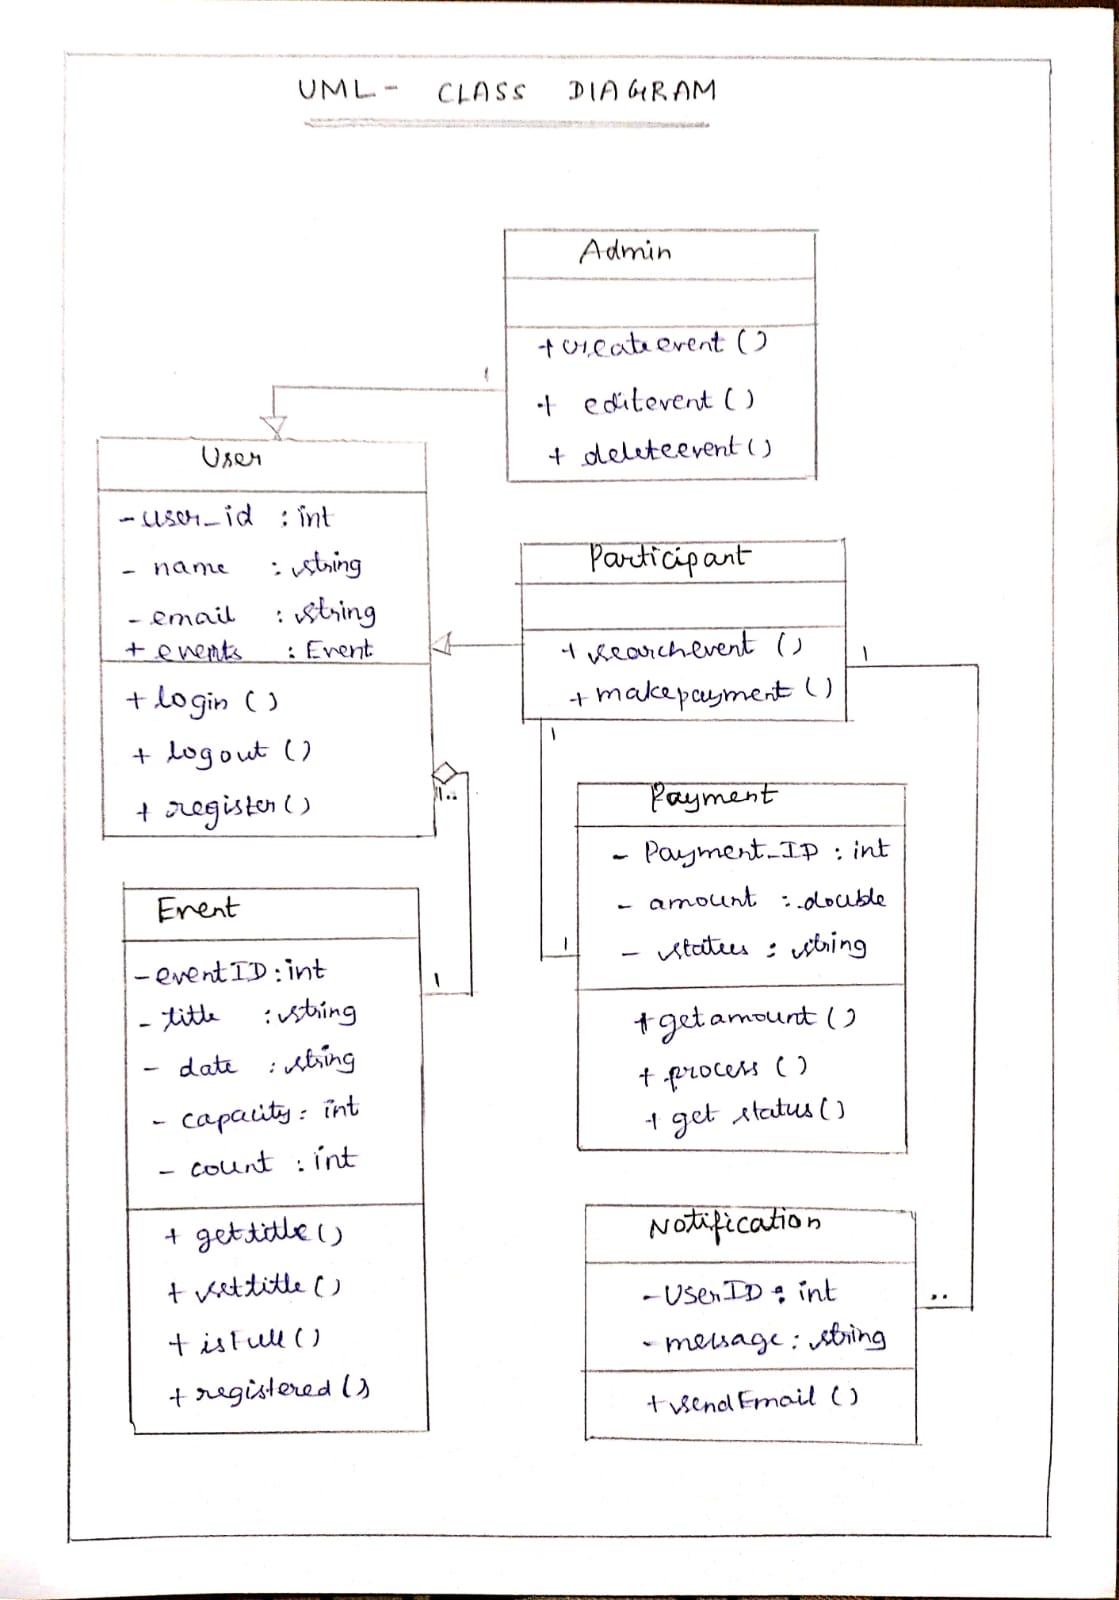 UML - CLASS DIAGRAM
Admin
+ createevent ()
+ editevent ()
+ deleteevent ()
1
User
- user_id : int
- name : string
- email : string
+ events : Event
+ login ()
+ logout ()
+ register ()
1..
Participant
+ searchevent ()
+ makepayment ()
1
1
Payment
- Payment_ID : int
- amount : double
- status : string
+ getamount ()
+ process ()
+ get status ()
1
Event
- eventID : int
- title : string
- date : string
- capacity : int
- count : int
+ gettitle ()
+ settitle ()
+ isFull ()
+ registered ()
1
Notification
- UserID : int
- message : string
+ sendEmail ()
..